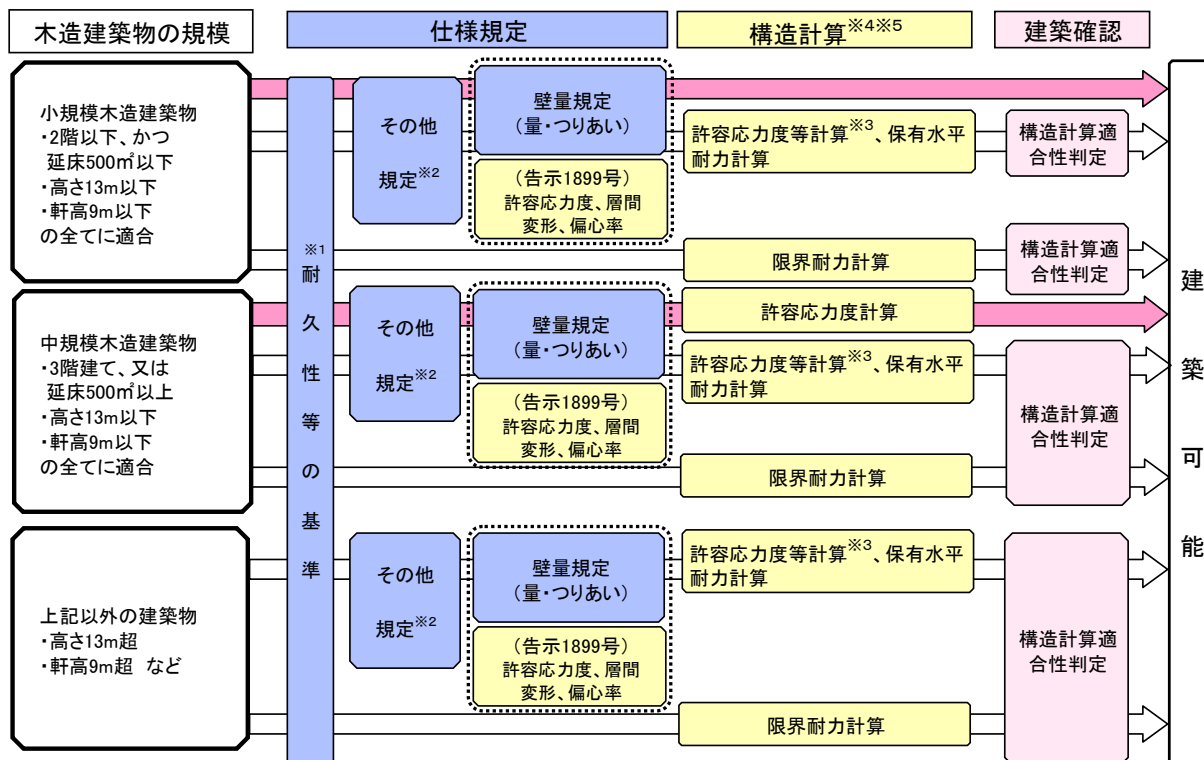 木造建築物の規模
仕様規定
構造計算※4※5
建築確認
小規模木造建築物
・2階以下、かつ
延床500㎡以下
・高さ13m以下
・軒高9m以下
の全てに適合
※1
耐久性等の基準
その他
規定※2
壁量規定
(量・つりあい)
(告示1899号)
許容応力度、層間
変形、偏心率
許容応力度等計算※3、保有水平
耐力計算
構造計算適
合性判定
限界耐力計算
構造計算適
合性判定
中規模木造建築物
・3階建て、又は
延床500㎡以上
・高さ13m以下
・軒高9m以下
の全てに適合
その他
規定※2
壁量規定
(量・つりあい)
(告示1899号)
許容応力度、層間
変形、偏心率
許容応力度計算
許容応力度等計算※3、保有水平
耐力計算
限界耐力計算
構造計算適
合性判定
上記以外の建築物
・高さ13m超
・軒高9m超 など
その他
規定※2
壁量規定
(量・つりあい)
(告示1899号)
許容応力度、層間
変形、偏心率
許容応力度等計算※3、保有水平
耐力計算
限界耐力計算
構造計算適
合性判定
建築可能